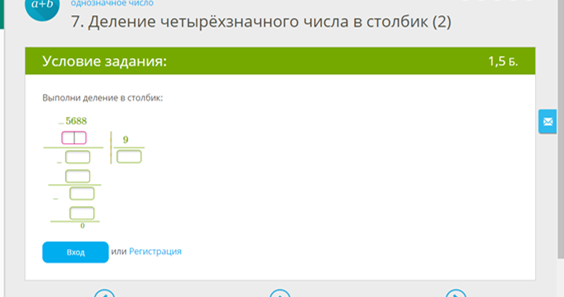 a+b
однозначное число
7. Деление четырёхзначного числа в столбик (2)
Условие задания:
1,5 Б.
Выполни деление в столбик:
_ 5688
9
_
_
0
Вход
или Регистрация